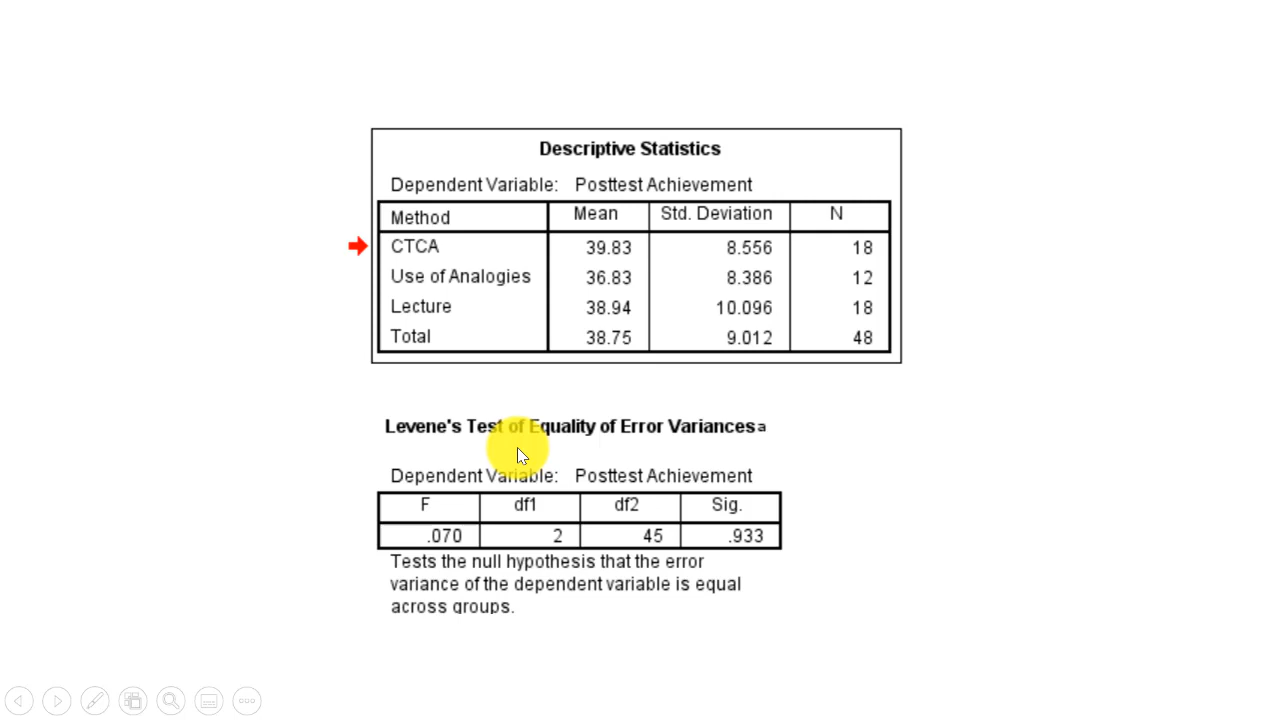 Descriptive Statistics
Dependent Variable: Posttest Achievement
Method Mean Std. Deviation N
CTCA 39.83 8.556 18
Use of Analogies 36.83 8.386 12
Lecture 38.94 10.096 18
Total 38.75 9.012 48
Levene's Test of Equality of Error Variances a
Dependent Variable: Posttest Achievement
F df1 df2 Sig.
.070 2 45 .933
Tests the null hypothesis that the error
variance of the dependent variable is equal
across groups.